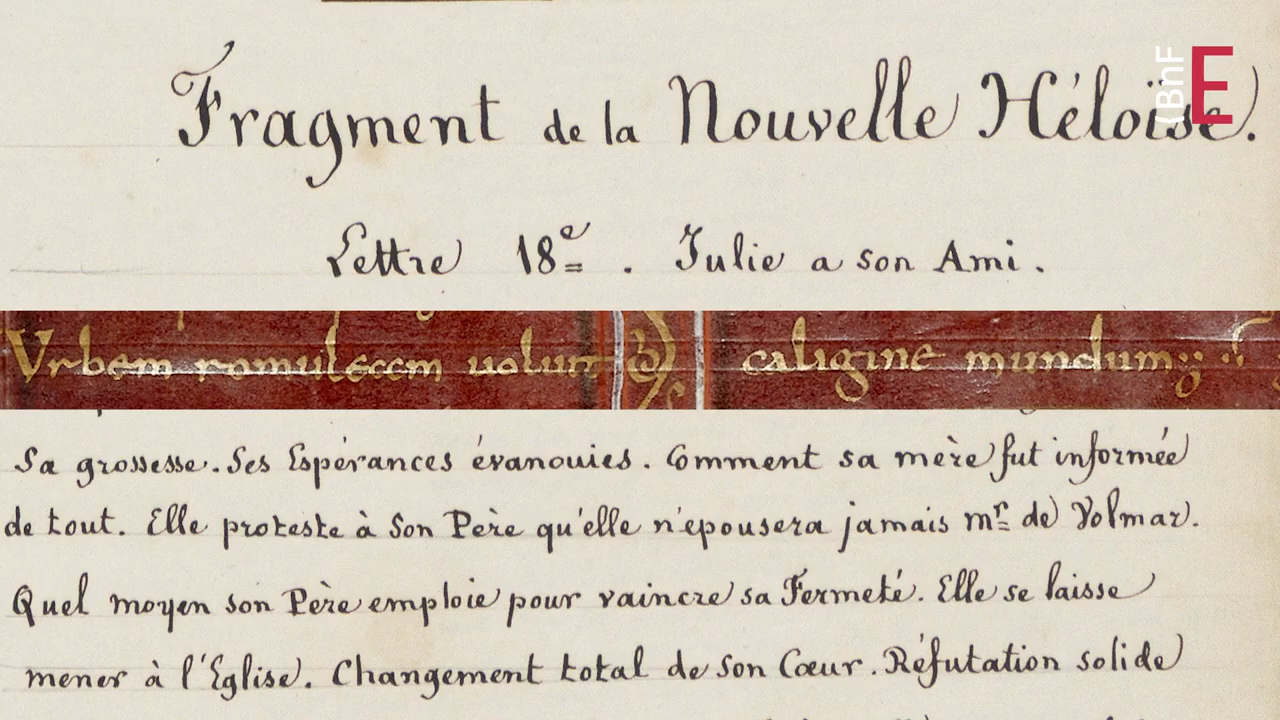 Fragment de la Nouvelle Héloïse.
{BnF E
Lettre 18e. Julie a son Ami.
Urbem romuleam uoluit caligine mundum
Sa grossesse. Ses Espérances évanouies. Comment sa mère fut informée
de tout. Elle proteste à Son Père qu'elle n'epousera jamais mr de Volmar.
Quel moyen son Père emploie pour vaincre sa Fermeté. Elle se laisse
mener à l'Eglise. Changement total de Son Cœur. Réfutation solide